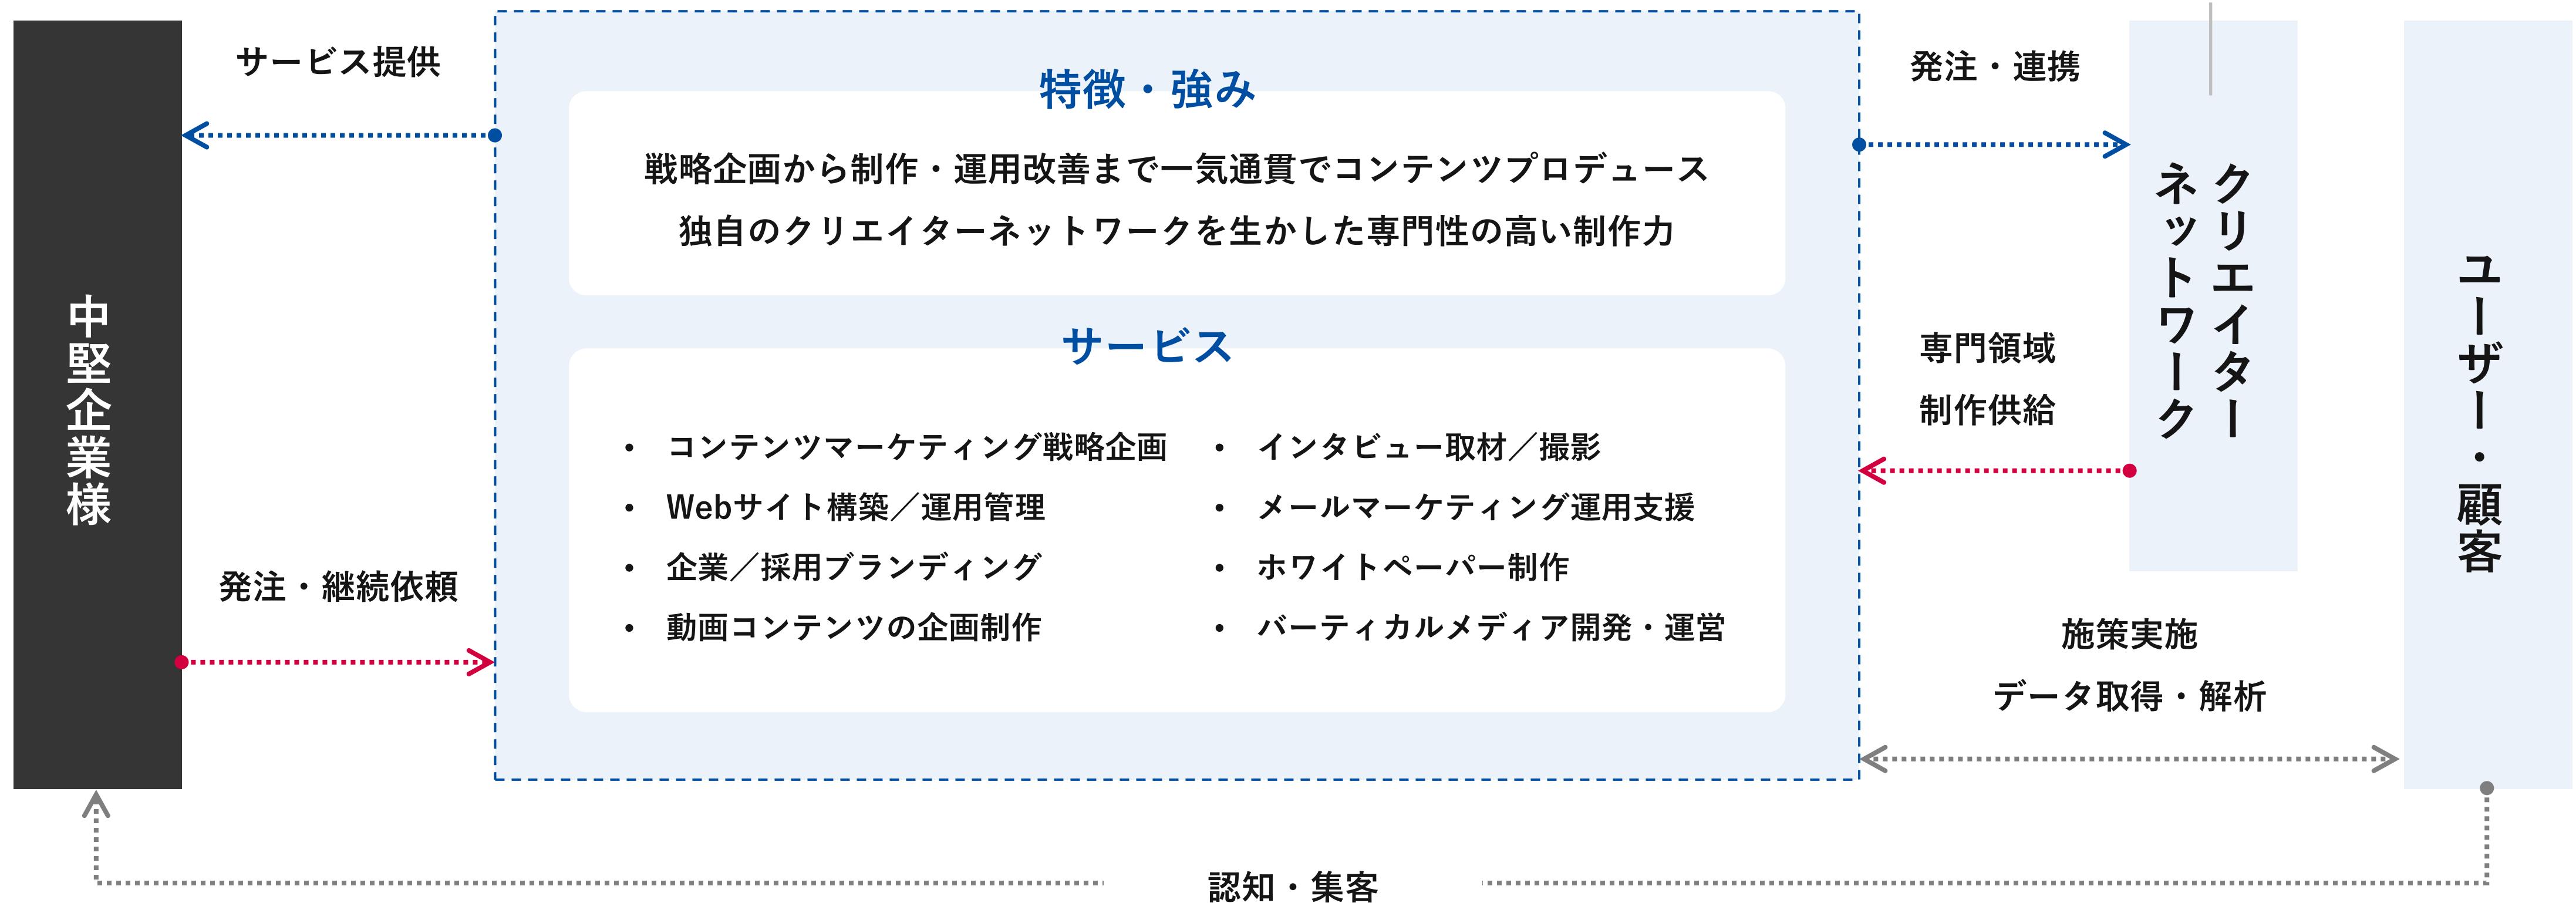 中堅企業様
サービス提供
発注・継続依頼
特徴・強み
戦略企画から制作・運用改善まで一気通貫でコンテンツプロデュース
独自のクリエイターネットワークを生かした専門性の高い制作力
サービス
• コンテンツマーケティング戦略企画
• Webサイト構築／運用管理
• 企業／採用ブランディング
• 動画コンテンツの企画制作
• インタビュー取材／撮影
• メールマーケティング運用支援
• ホワイトペーパー制作
• バーティカルメディア開発・運営
発注・連携
専門領域
制作供給
クリエイター
ネットワーク
施策実施
データ取得・解析
ユーザー・顧客
認知・集客